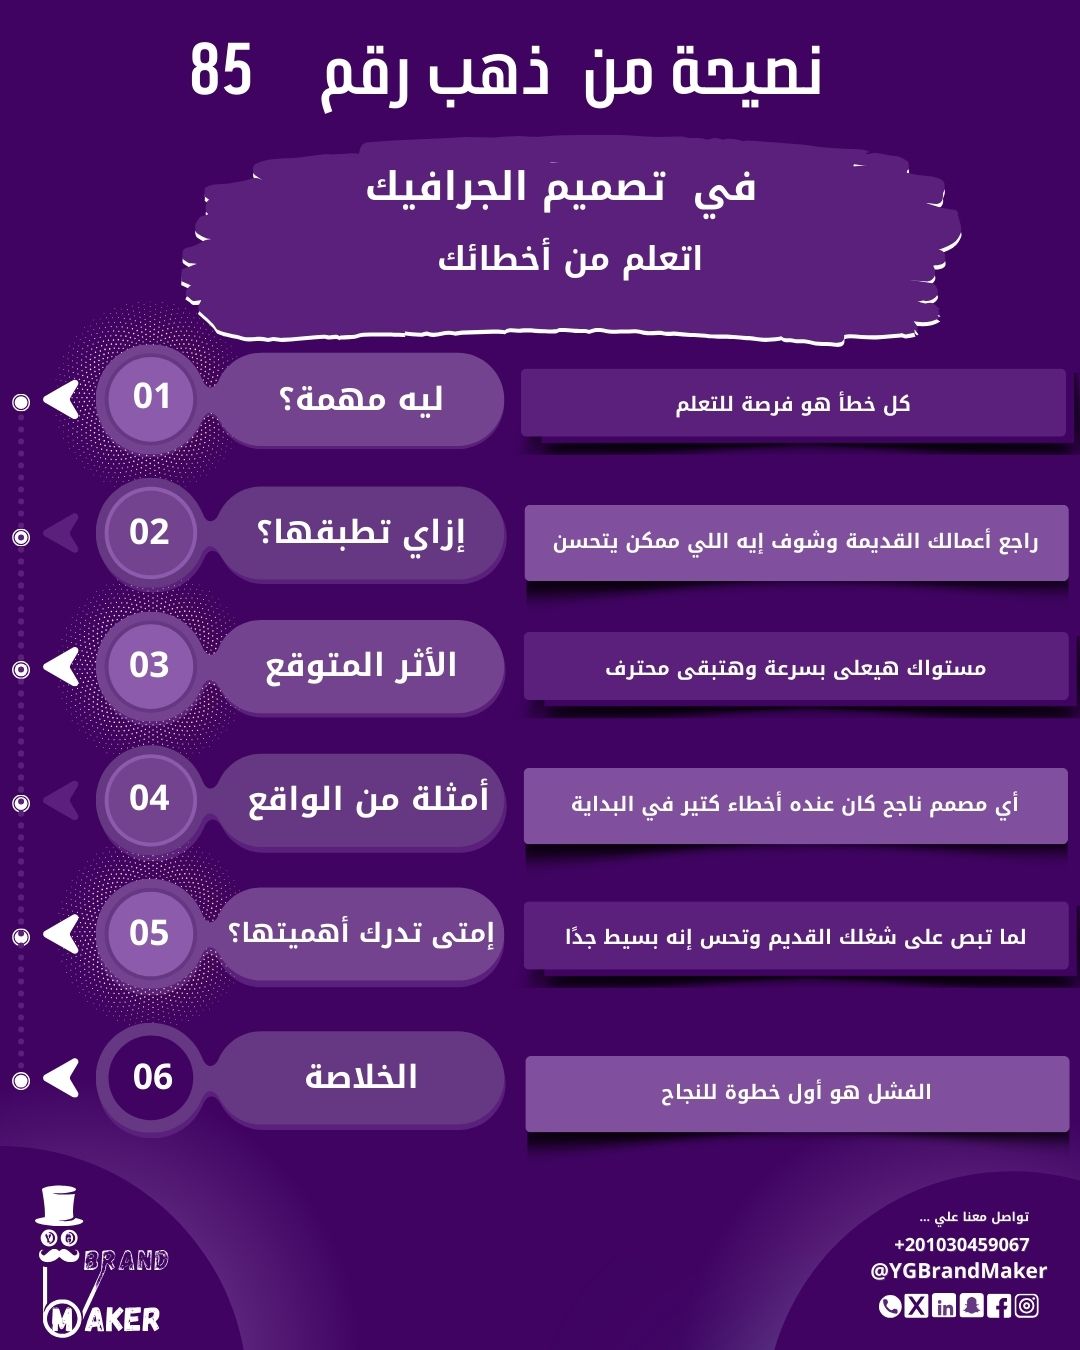 نصيحة من ذهب رقم 85
في تصميم الجرافيك
اتعلم من أخطائك
01
ليه مهمة؟
كل خطأ هو فرصة للتعلم
02
إزاي تطبقها؟
راجع أعمالك القديمة وشوف إيه اللي ممكن يتحسن
03
الأثر المتوقع
مستواك هيعلى بسرعة وهتبقى محترف
04
أمثلة من الواقع
أي مصمم ناجح كان عنده أخطاء كتير في البداية
05
إمتى تدرك أهميتها؟
لما تبص على شغلك القديم وتحس إنه بسيط جدًا
06
الخلاصة
الفشل هو أول خطوة للنجاح
YG
BRAND
MAKER
تواصل معنا علي ...
+201030459067
@YGBrandMaker